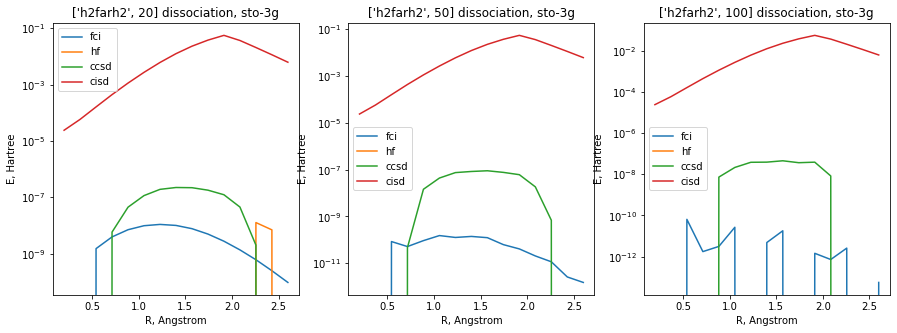 ['h2farh2', 20] dissociation, sto-3g
E, Hartree
10⁻¹
10⁻³
10⁻⁵
10⁻⁷
10⁻⁹
fci
hf
ccsd
cisd
0.5 1.0 1.5 2.0 2.5
R, Angstrom
['h2farh2', 50] dissociation, sto-3g
E, Hartree
10⁻¹
10⁻³
10⁻⁵
10⁻⁷
10⁻⁹
10⁻¹¹
fci
hf
ccsd
cisd
0.5 1.0 1.5 2.0 2.5
R, Angstrom
['h2farh2', 100] dissociation, sto-3g
E, Hartree
10⁻²
10⁻⁴
10⁻⁶
10⁻⁸
10⁻¹⁰
10⁻¹²
fci
hf
ccsd
cisd
0.5 1.0 1.5 2.0 2.5
R, Angstrom